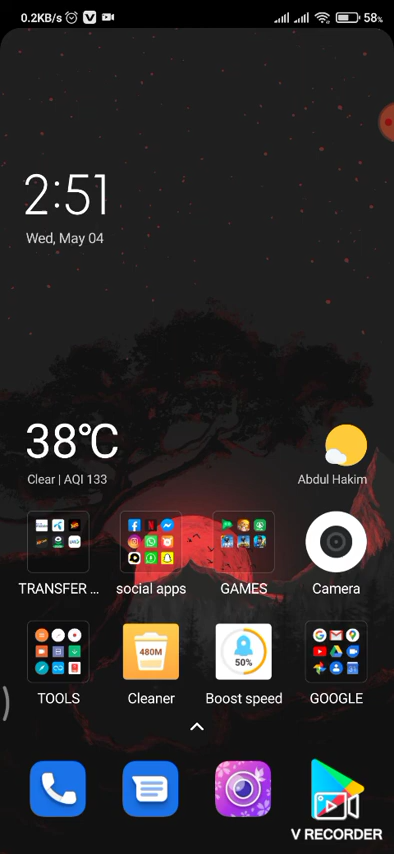 0.2KB/s 58%
2:51
Wed, May 04
38°C
Clear | AQI 133
Abdul Hakim
TRANSFER ... social apps GAMES Camera
480M 50%
TOOLS Cleaner Boost speed GOOGLE
V RECORDER